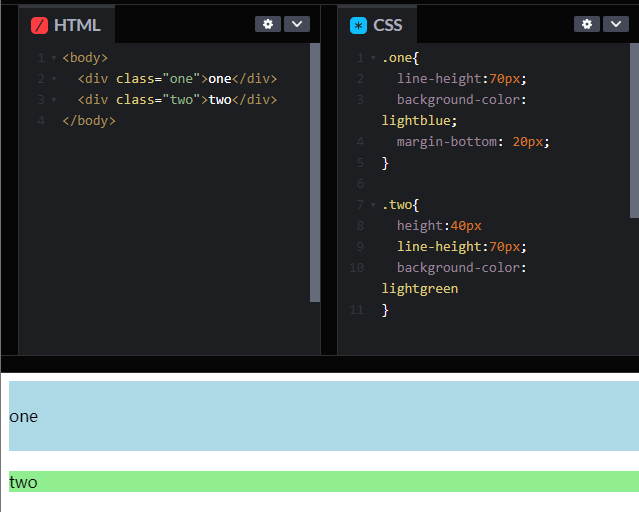 HTML
1 <body>
2 <div class="one">one</div>
3 <div class="two">two</div>
4 </body>
CSS
1 .one{
2 line-height:70px;
3 background-color:
lightblue;
4 margin-bottom: 20px;
5 }
6
7 .two{
8 height:40px
9 line-height:70px;
10 background-color:
lightgreen
11 }
one
two